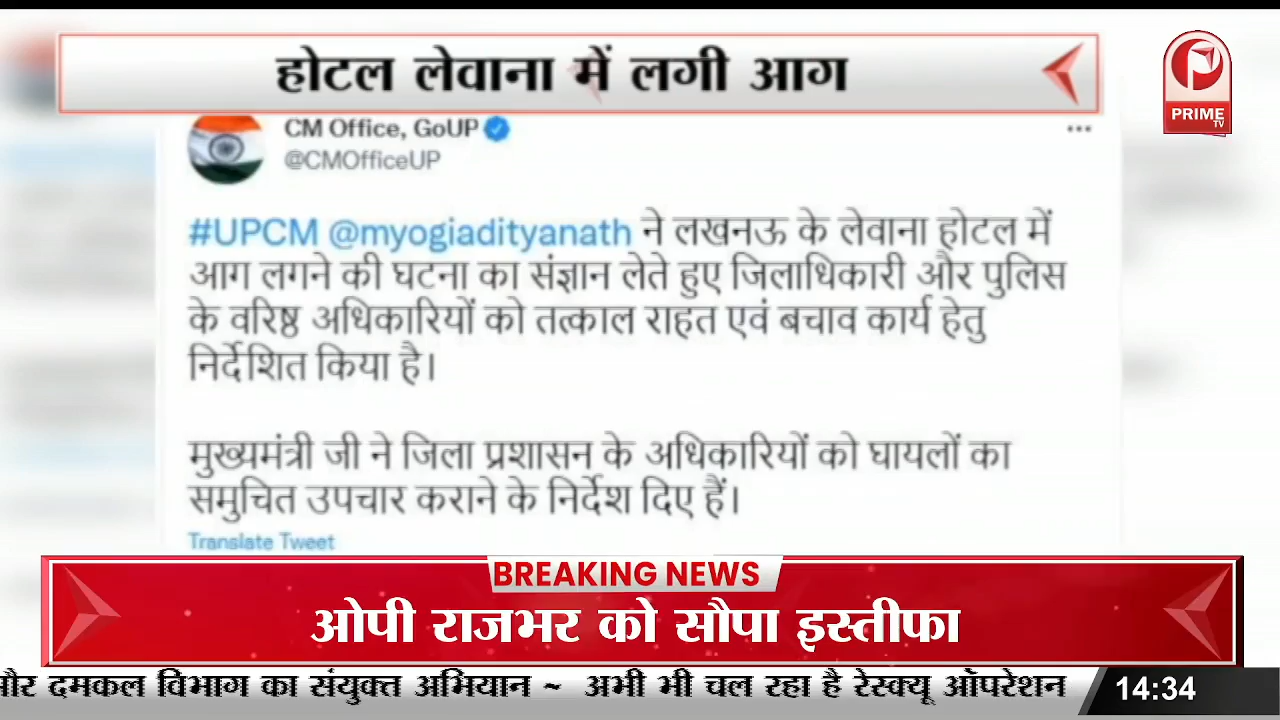 होटल लेवाना में लगी आग
PRIME
TV
CM Office, GoUP
@CMOfficeUP
#UPCM @myogiadityanath ने लखनऊ के लेवाना होटल में
आग लगने की घटना का संज्ञान लेते हुए जिलाधिकारी और पुलिस
के वरिष्ठ अधिकारियों को तत्काल राहत एवं बचाव कार्य हेतु
निर्देशित किया है।
मुख्यमंत्री जी ने जिला प्रशासन के अधिकारियों को घायलों का
समुचित उपचार कराने के निर्देश दिए हैं।
Translate Tweet
BREAKING NEWS
ओपी राजभर को सौपा इस्तीफा
और दमकल विभाग का संयुक्त अभियान ~ अभी भी चल रहा है रेस्क्यू ऑपरेशन
14:34